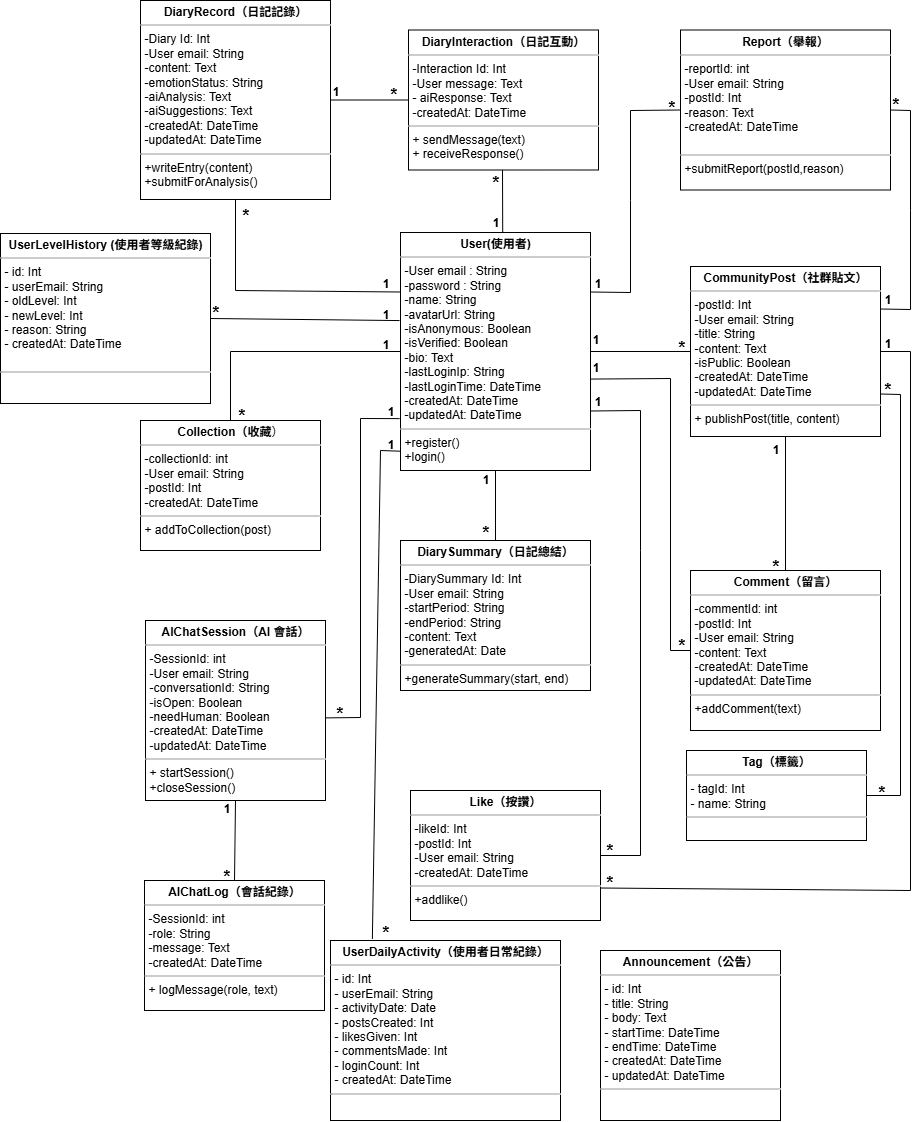 DiaryRecord（日記記錄）
-Diary Id: Int
-User email: String
-content: Text
-emotionStatus: String
-aiAnalysis: Text
-aiSuggestions: Text
-createdAt: DateTime
-updatedAt: DateTime
+writeEntry(content)
+submitForAnalysis()
1
*
*
DiaryInteraction（日記互動）
-Interaction Id: Int
-User message: Text
- aiResponse: Text
-createdAt: DateTime
+ sendMessage(text)
+ receiveResponse()
*
1
Report（舉報）
-reportId: int
-User email: String
-postId: Int
-reason: Text
-createdAt: DateTime
+submitReport(postId,reason)
*
*
UserLevelHistory (使用者等級紀錄)
- id: Int
- userEmail: String
- oldLevel: Int
- newLevel: Int
- reason: String
- createdAt: DateTime
*
User(使用者)
-User email : String
-password : String
-name: String
-avatarUrl: String
-isAnonymous: Boolean
-isVerified: Boolean
-bio: Text
-lastLoginIp: String
-lastLoginTime: DateTime
-createdAt: DateTime
-updatedAt: DateTime
+register()
+login()
1
1
1
1
1
1
1
1
1
1
CommunityPost（社群貼文）
-postId: Int
-User email: String
-title: String
-content: Text
-isPublic: Boolean
-createdAt: DateTime
-updatedAt: DateTime
+ publishPost(title, content)
*
1
1
*
1
Collection（收藏）
-collectionId: int
-User email: String
-postId: Int
-createdAt: DateTime
+ addToCollection(post)
*
DiarySummary（日記總結）
-DiarySummary Id: Int
-User email: String
-startPeriod: String
-endPeriod: String
-content: Text
-generatedAt: Date
+generateSummary(start, end)
*
Comment（留言）
-commentId: int
-postId: Int
-User email: String
-content: Text
-createdAt: DateTime
-updatedAt: DateTime
+addComment(text)
*
*
AIChatSession（AI 會話）
-SessionId: int
-User email: String
-conversationId: String
-isOpen: Boolean
-needHuman: Boolean
-createdAt: DateTime
-updatedAt: DateTime
+ startSession()
+closeSession()
*
1
Tag（標籤）
- tagId: Int
- name: String
*
Like（按讚）
-likeId: Int
-postId: Int
-User email: String
-createdAt: DateTime
+addlike()
*
*
AIChatLog（會話紀錄）
-SessionId: int
-role: String
-message: Text
-createdAt: DateTime
+ logMessage(role, text)
*
UserDailyActivity（使用者日常紀錄）
- id: Int
- userEmail: String
- activityDate: Date
- postsCreated: Int
- likesGiven: Int
- commentsMade: Int
- loginCount: Int
- createdAt: DateTime
*
Announcement（公告）
- id: Int
- title: String
- body: Text
- startTime: DateTime
- endTime: DateTime
- createdAt: DateTime
- updatedAt: DateTime